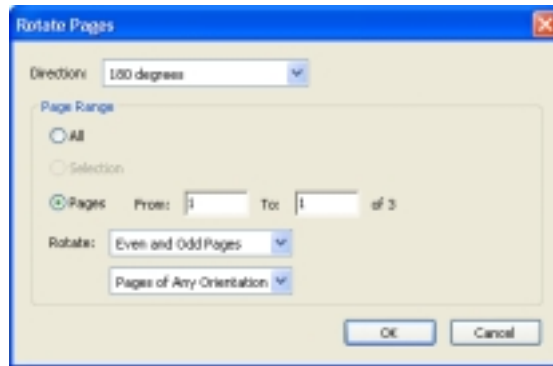 Rotate Pages
Direction: 180 degrees
Page Range
All
Selection
Pages From: 1 To: 1 of 3
Rotate: Even and Odd Pages
Pages of Any Orientation
OK Cancel